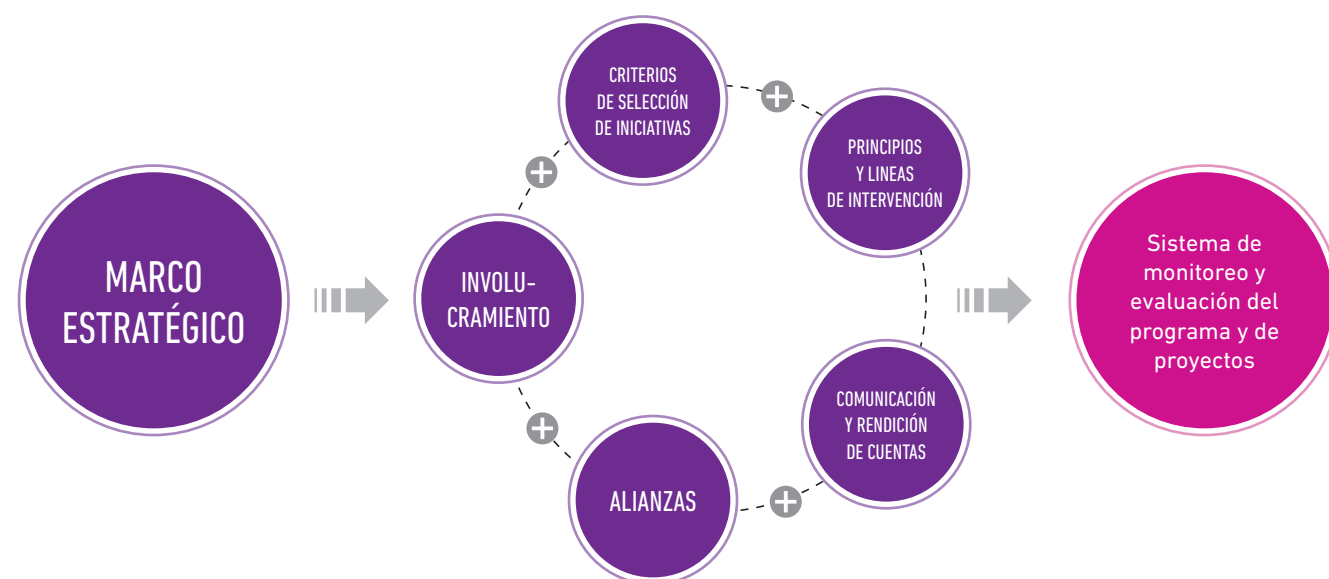 MARCO
ESTRATÉGICO
INVOLU-
CRAMIENTO
CRITERIOS
DE SELECCIÓN
DE INICIATIVAS
PRINCIPIOS
Y LINEAS
DE INTERVENCIÓN
COMUNICACIÓN
Y RENDICIÓN
DE CUENTAS
ALIANZAS
Sistema de
monitoreo y
evaluación del
programa y de
proyectos